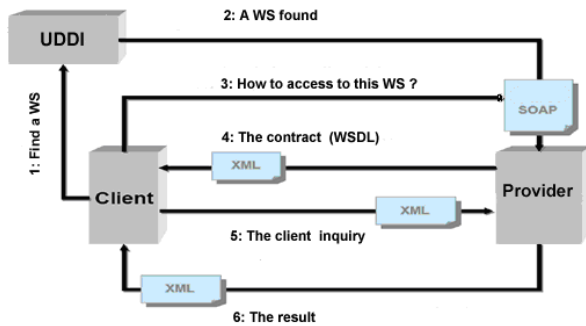 2: A WS found
UDDI
3: How to access to this WS ?
SOAP
1: Find a WS
4: The contract (WSDL)
XML
Client
Provider
XML
5: The client inquiry
XML
6: The result